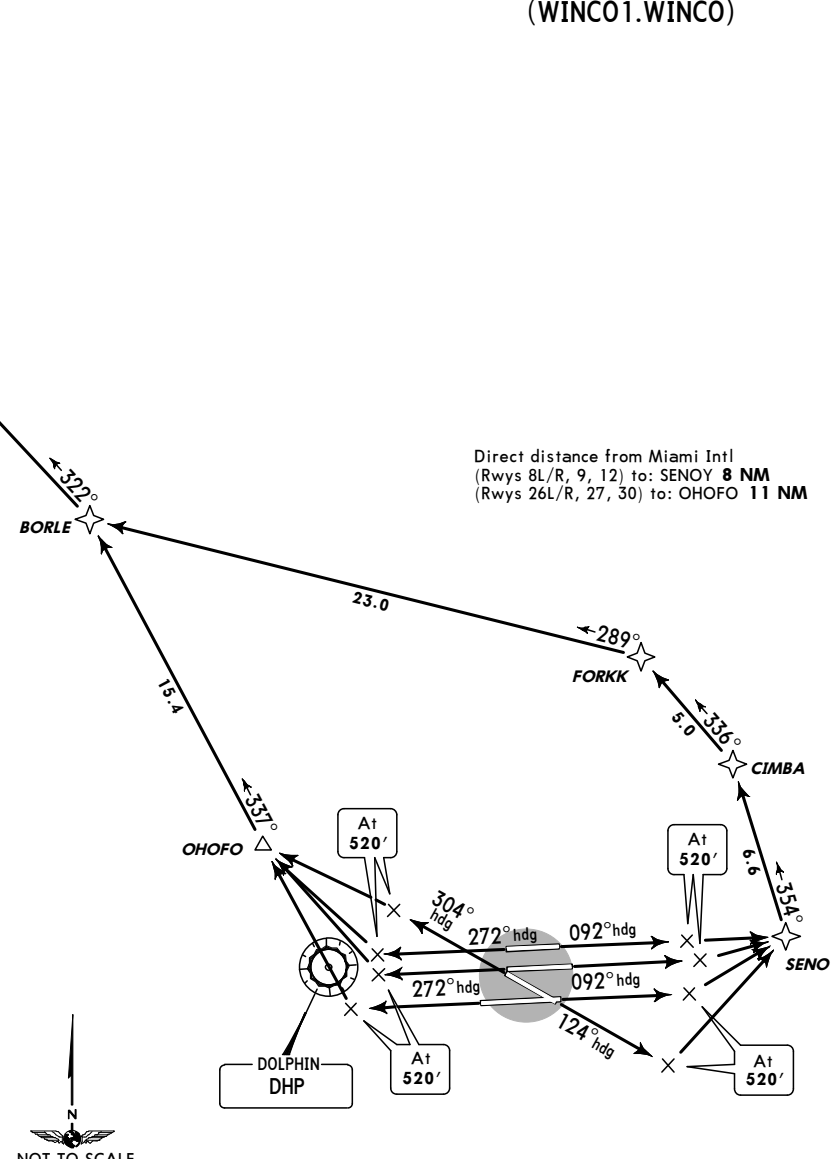 (WINCO1.WINCO)
Direct distance from Miami Intl
(Rwys 8L/R, 9, 12) to: SENOY 8 NM
(Rwys 26L/R, 27, 30) to: OHOFO 11 NM
322°
BORLE
23.0
289°
FORKK
15.4
336°
5.0
CIMBA
337°
OHOFO
At
520'
At
520'
6.6
354°
304°
hdg
272°hdg
092°hdg
SENO
272°hdg
092°hdg
124°hdg
DOLPHIN
DHP
At
520'
At
520'
N
NOT TO SCALE